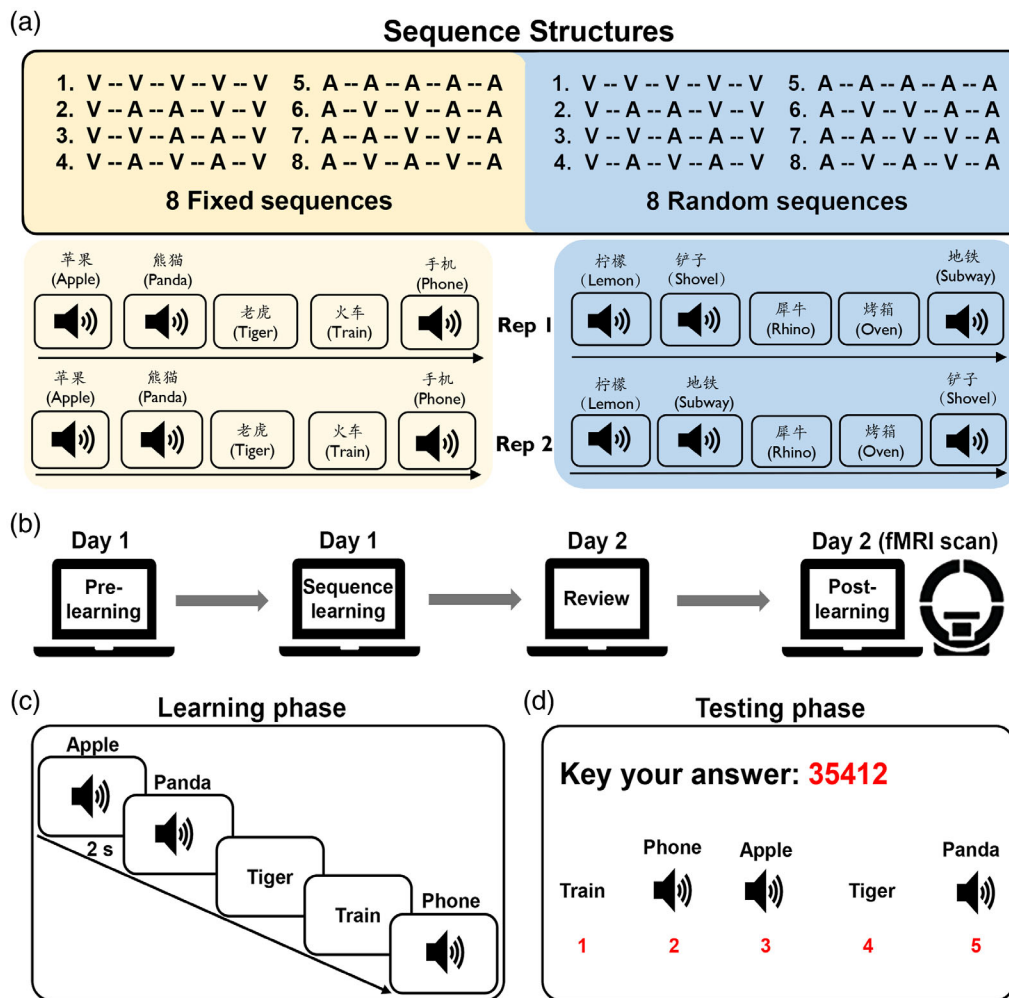 (a)
Sequence Structures
1. V -- V -- V -- V -- V
2. V -- A -- A -- A -- V
3. V -- V -- A -- A -- V
4. V -- A -- V -- A -- V
5. A -- A -- A -- A -- A
6. A -- V -- V -- V -- A
7. A -- A -- V -- V -- A
8. A -- V -- A -- V -- A
8 Fixed sequences
1. V -- V -- V -- V -- V
2. V -- A -- A -- A -- V
3. V -- V -- A -- A -- V
4. V -- A -- V -- A -- V
5. A -- A -- A -- A -- A
6. A -- V -- V -- V -- A
7. A -- A -- V -- V -- A
8. A -- V -- A -- V -- A
8 Random sequences
苹果
(Apple)
熊猫
(Panda)
老虎
(Tiger)
火车
(Train)
手机
(Phone)
Rep 1
柠檬
(Lemon)
铲子
(Shovel)
犀牛
(Rhino)
烤箱
(Oven)
地铁
(Subway)
苹果
(Apple)
熊猫
(Panda)
老虎
(Tiger)
火车
(Train)
手机
(Phone)
Rep 2
柠檬
(Lemon)
地铁
(Subway)
犀牛
(Rhino)
烤箱
(Oven)
铲子
(Shovel)
(b)
Day 1
Pre-
learning
Day 1
Sequence
learning
Day 2
Review
Day 2 (fMRI scan)
Post-
learning
(c)
Learning phase
Apple
Panda
2 s
Tiger
Train
Phone
(d)
Testing phase
Key your answer: 35412
Train
Phone
Apple
Tiger
Panda
1 2 3 4 5